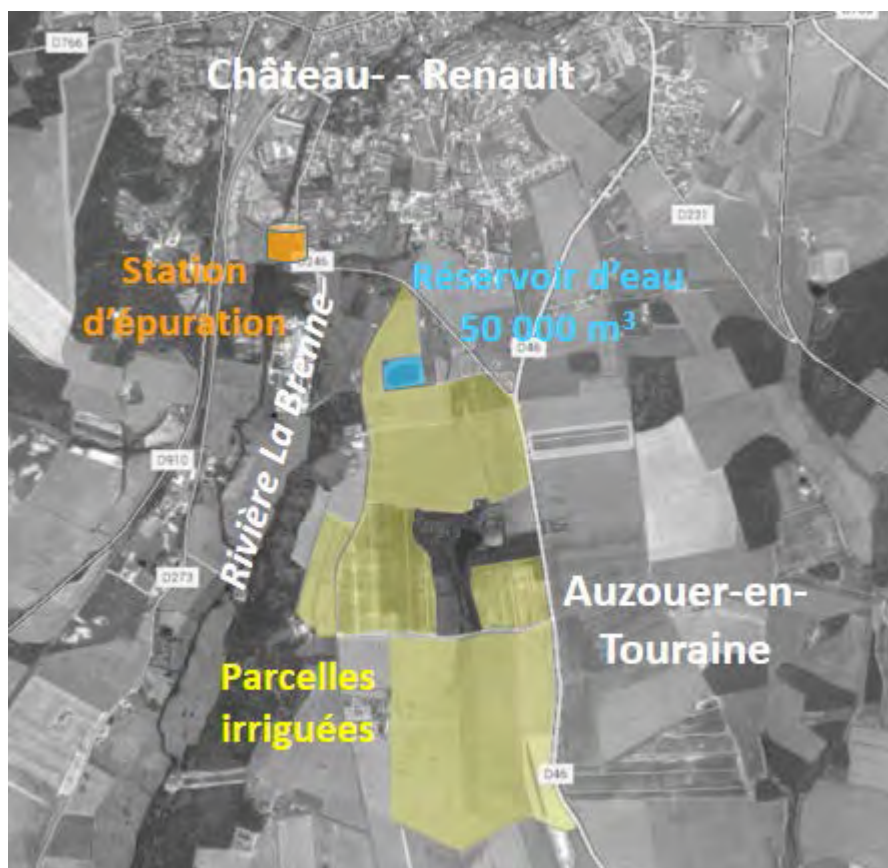 D766
Château- - Renault
D231
D246
Station
d'épuration
Réservoir d'eau
50 000 m³
D46
Rivière La Brenne
D910
D273
Auzouer-en-
Touraine
Parcelles
irriguées
D46